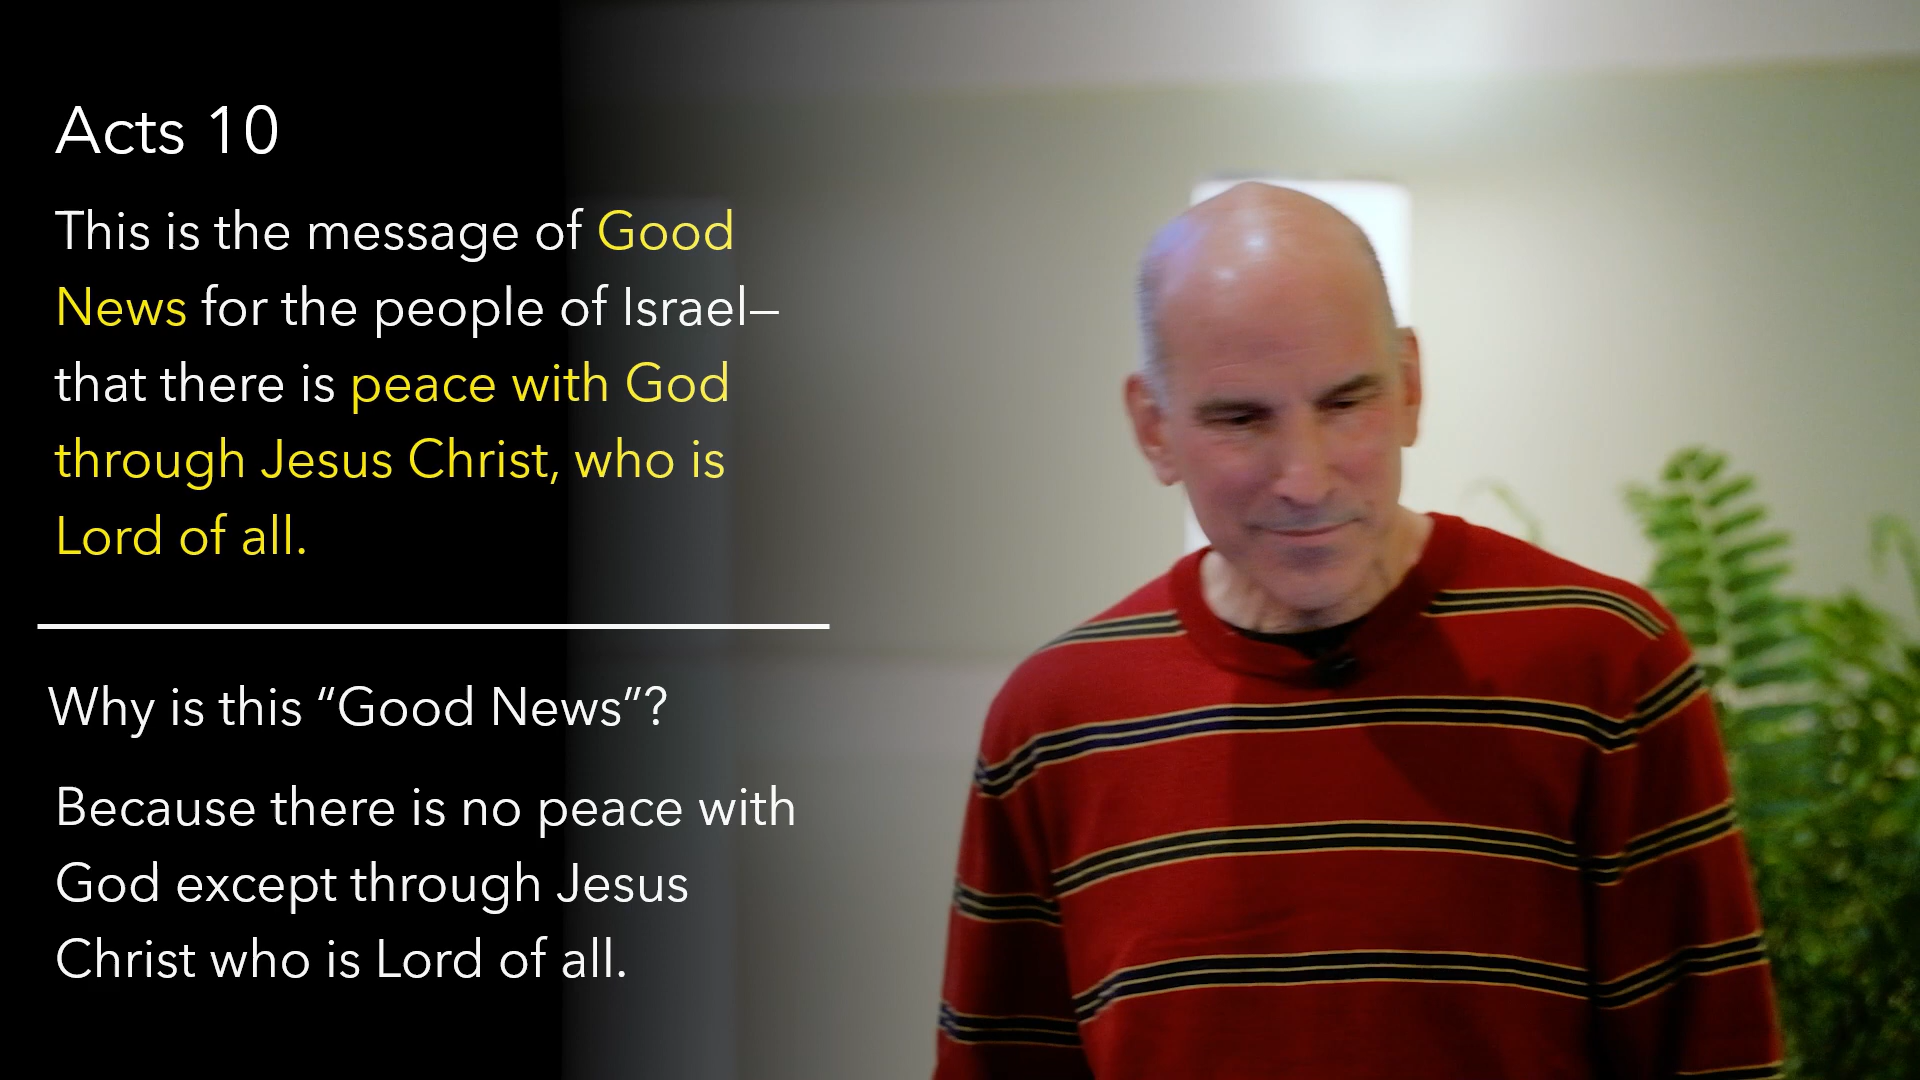 Acts 10
This is the message of Good
News for the people of Israel—
that there is peace with God
through Jesus Christ, who is
Lord of all.
Why is this “Good News”?
Because there is no peace with
God except through Jesus
Christ who is Lord of all.